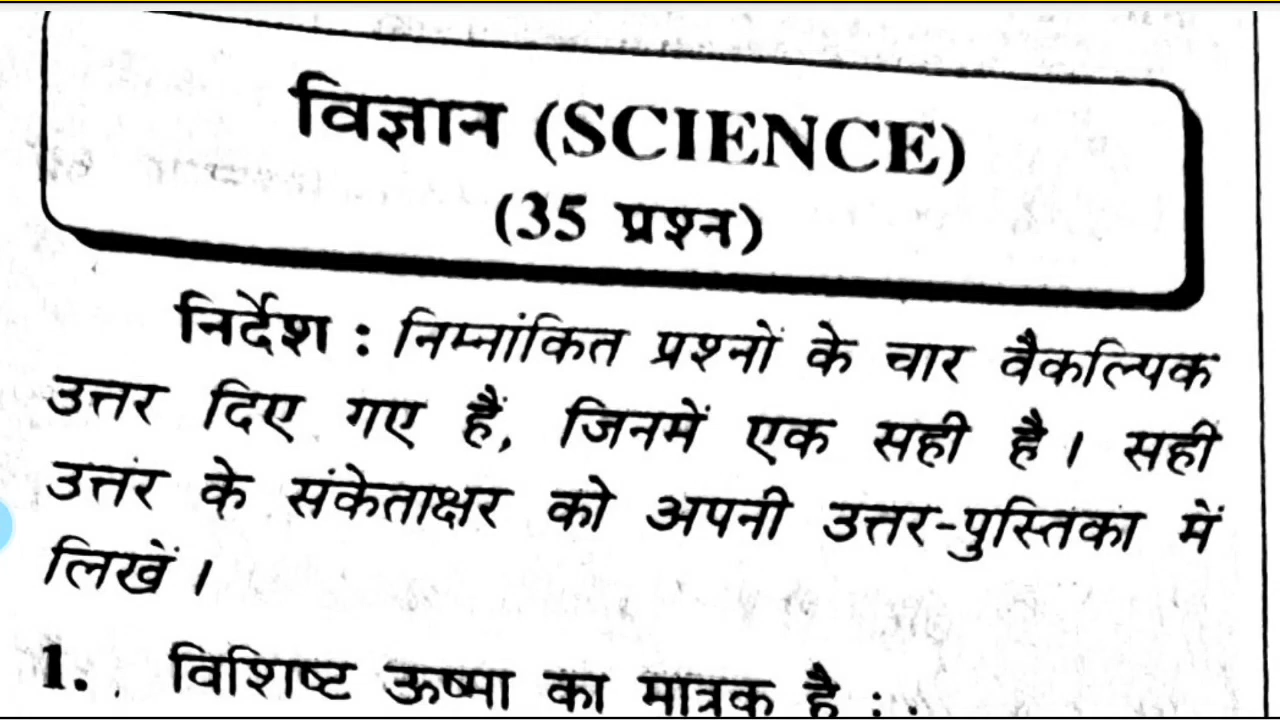 विज्ञान (SCIENCE)
(35 प्रश्न)
निर्देश : निम्नांकित प्रश्नों के चार वैकल्पिक
उत्तर दिए गए हैं, जिनमें एक सही है। सही
उत्तर के संकेताक्षर को अपनी उत्तर-पुस्तिका में
लिखें।
1. विशिष्ट ऊष्मा का मात्रक है :